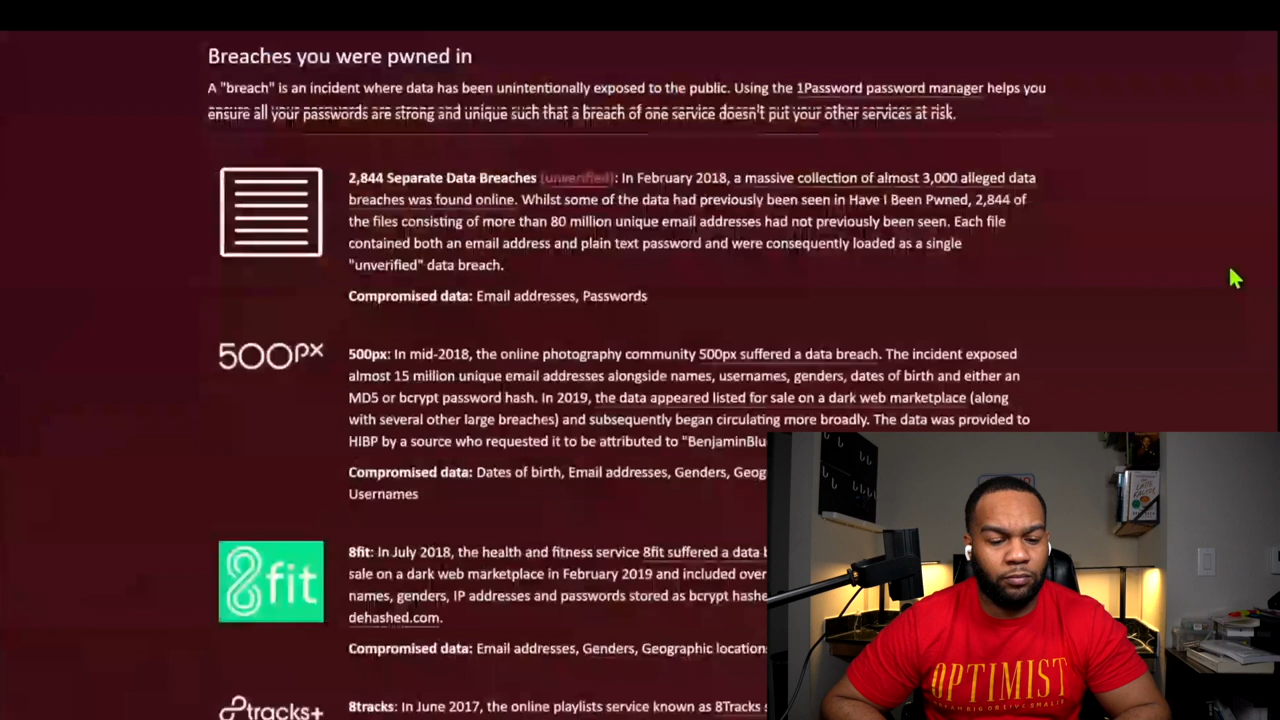 Breaches you were pwned in
A "breach" is an incident where data has been unintentionally exposed to the public. Using the 1Password password manager helps you
ensure all your passwords are strong and unique such that a breach of one service doesn't put your other services at risk.
2,844 Separate Data Breaches (unverified): In February 2018, a massive collection of almost 3,000 alleged data
breaches was found online. Whilst some of the data had previously been seen in Have I Been Pwned, 2,844 of
the files consisting of more than 80 million unique email addresses had not previously been seen. Each file
contained both an email address and plain text password and were consequently loaded as a single
"unverified" data breach.
Compromised data: Email addresses, Passwords
500px
500px: In mid-2018, the online photography community 500px suffered a data breach. The incident exposed
almost 15 million unique email addresses alongside names, usernames, genders, dates of birth and either an
MD5 or bcrypt password hash. In 2019, the data appeared listed for sale on a dark web marketplace (along
with several other large breaches) and subsequently began circulating more broadly. The data was provided to
HIBP by a source who requested it to be attributed to "BenjaminBlu
Compromised data: Dates of birth, Email addresses, Genders, Geog
Usernames
8fit
8fit: In July 2018, the health and fitness service 8fit suffered a data b
sale on a dark web marketplace in February 2019 and included over
names, genders, IP addresses and passwords stored as bcrypt hashe
dehashed.com.
Compromised data: Email addresses, Genders, Geographic locations
8tracks+
8tracks: In June 2017, the online playlists service known as 8Tracks s
OPTIMIST